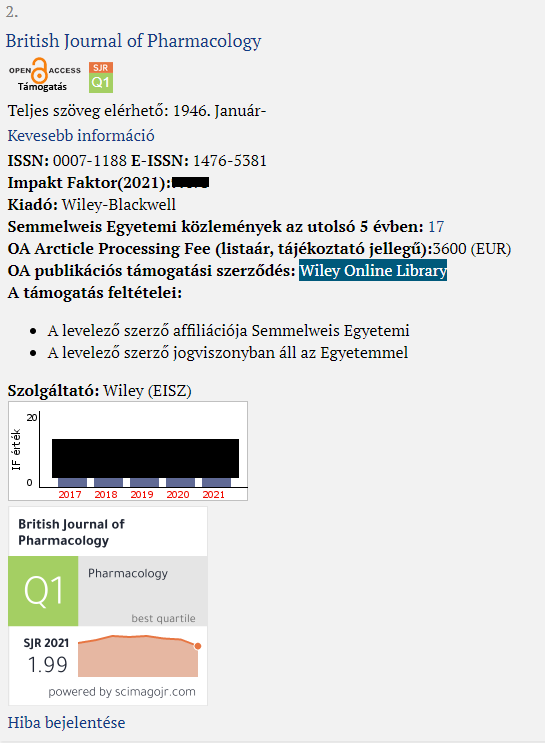 2.
British Journal of Pharmacology
OPEN ACCESS
Támogatás
SJR
Q1
Teljes szöveg elérhető: 1946. Január-
Kevesebb információ
ISSN: 0007-1188 E-ISSN: 1476-5381
Impakt Faktor(2021):
Kiadó: Wiley-Blackwell
Semmelweis Egyetemi közlemények az utolsó 5 évben: 17
OA Arcticle Processing Fee (listaár, tájékoztató jellegű):3600 (EUR)
OA publikációs támogatási szerződés: Wiley Online Library
A támogatás feltételei:
• A levelező szerző affiliációja Semmelweis Egyetemi
• A levelező szerző jogviszonyban áll az Egyetemmel
Szolgáltató: Wiley (EISZ)
20
IF érték
0
2017 2018 2019 2020 2021
British Journal of
Pharmacology
Q1
Pharmacology
best quartile
SJR 2021
1.99
powered by scimagojr.com
Hiba bejelentése